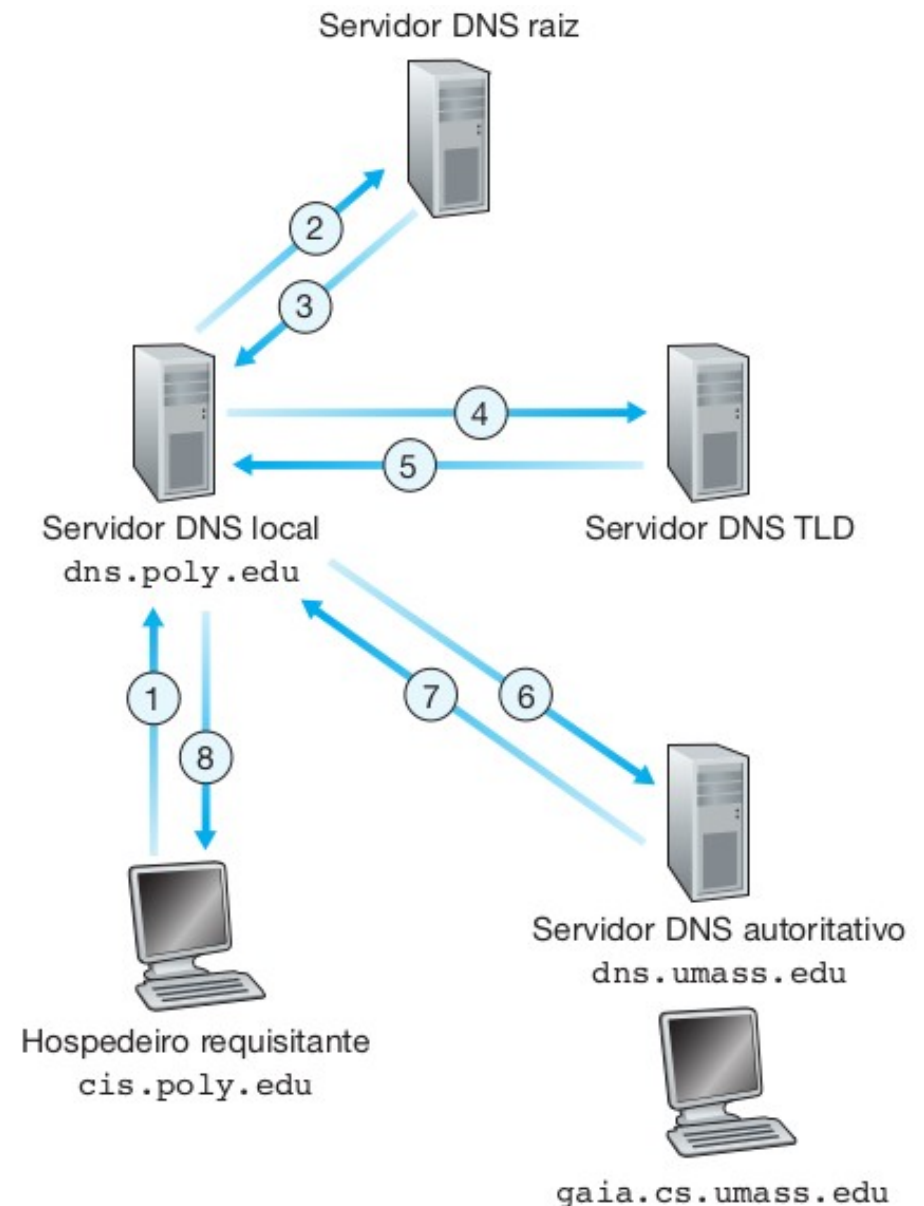 Servidor DNS raiz
2
3
4
5
Servidor DNS local
dns.poly.edu
Servidor DNS TLD
1
8
7
6
Servidor DNS autoritativo
dns.umass.edu
Hospedeiro requisitante
cis.poly.edu
gaia.cs.umass.edu